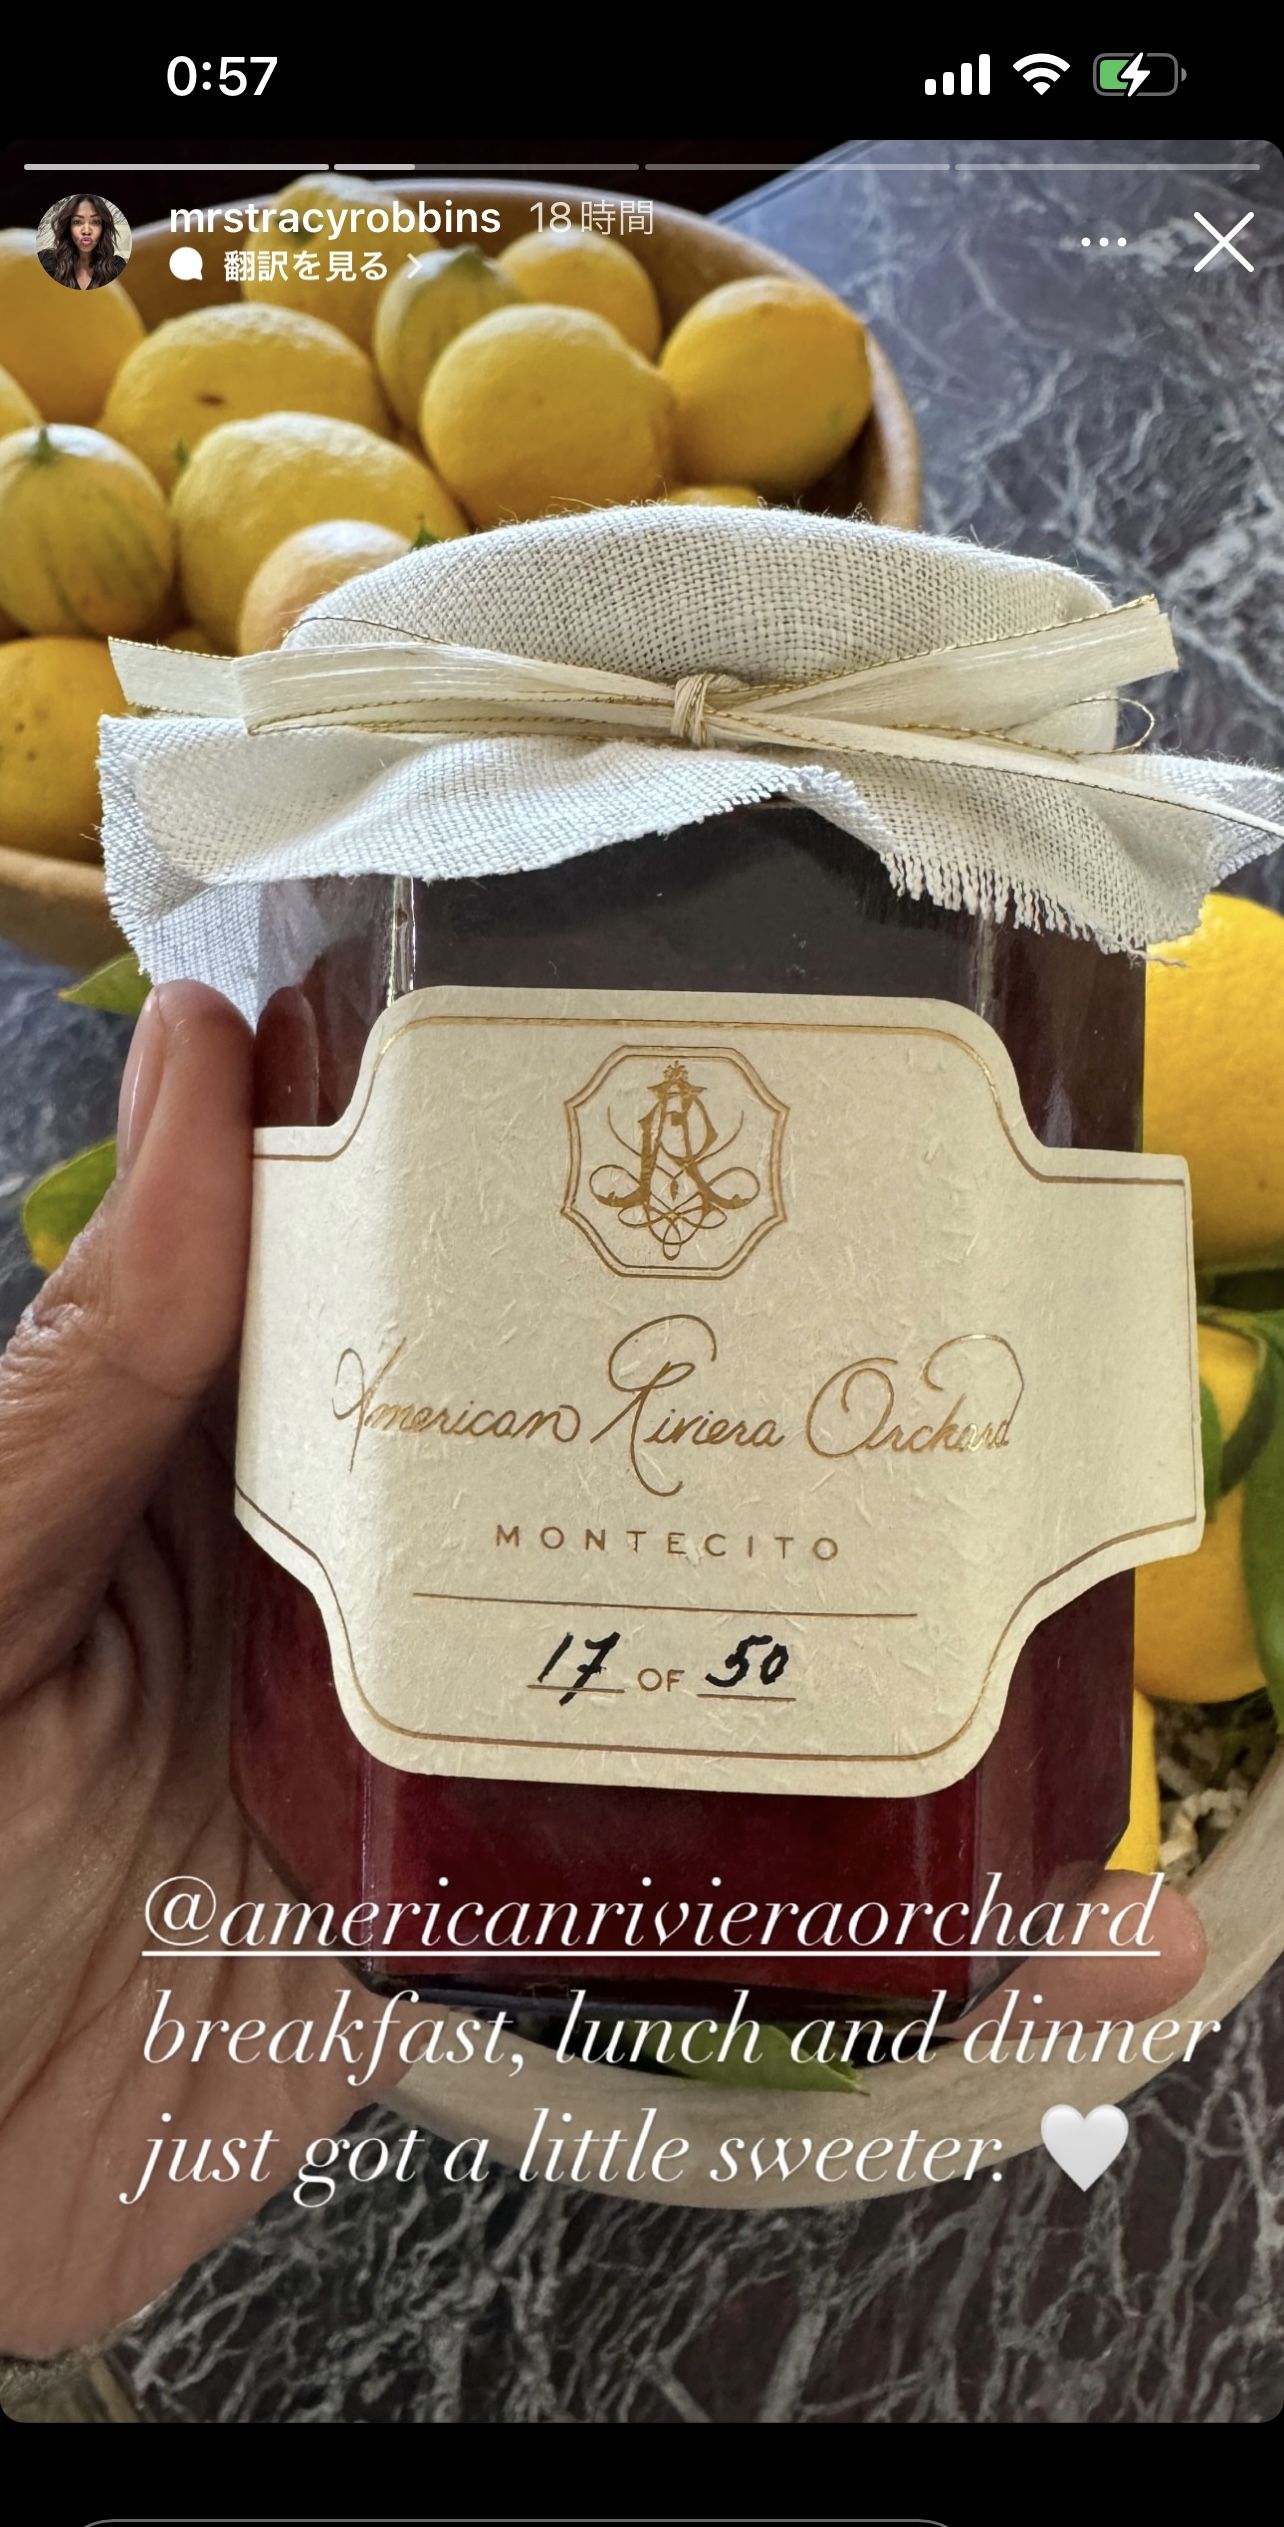 0:57
mrstracyrobbins 18時間
翻訳を見る
American Riviera Orchard
MONTECITO
17 OF 50
@americanrivieraorchard
breakfast, lunch and dinner
just got a little sweeter. 🤍